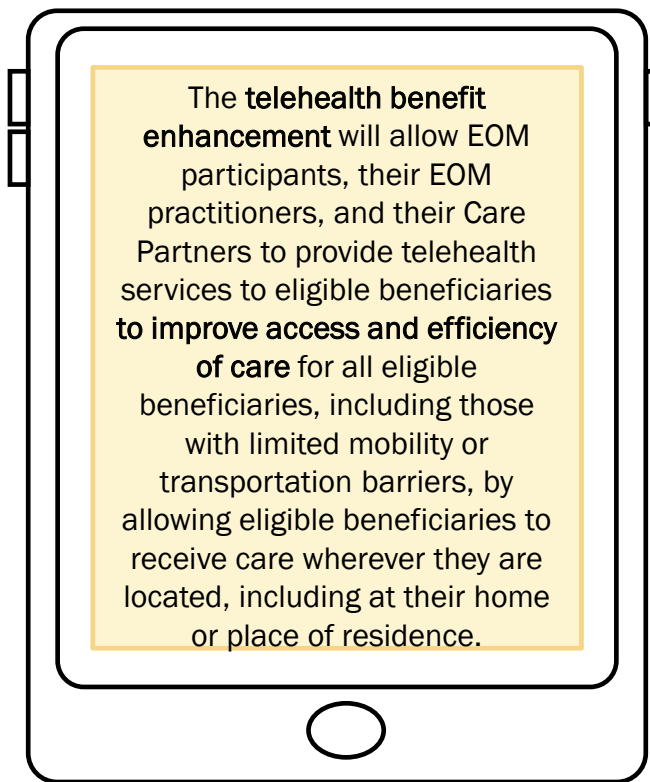 The telehealth benefit
enhancement will allow EOM
participants, their EOM
practitioners, and their Care
Partners to provide telehealth
services to eligible beneficiaries
to improve access and efficiency
of care for all eligible
beneficiaries, including those
with limited mobility or
transportation barriers, by
allowing eligible beneficiaries to
receive care wherever they are
located, including at their home
or place of residence.